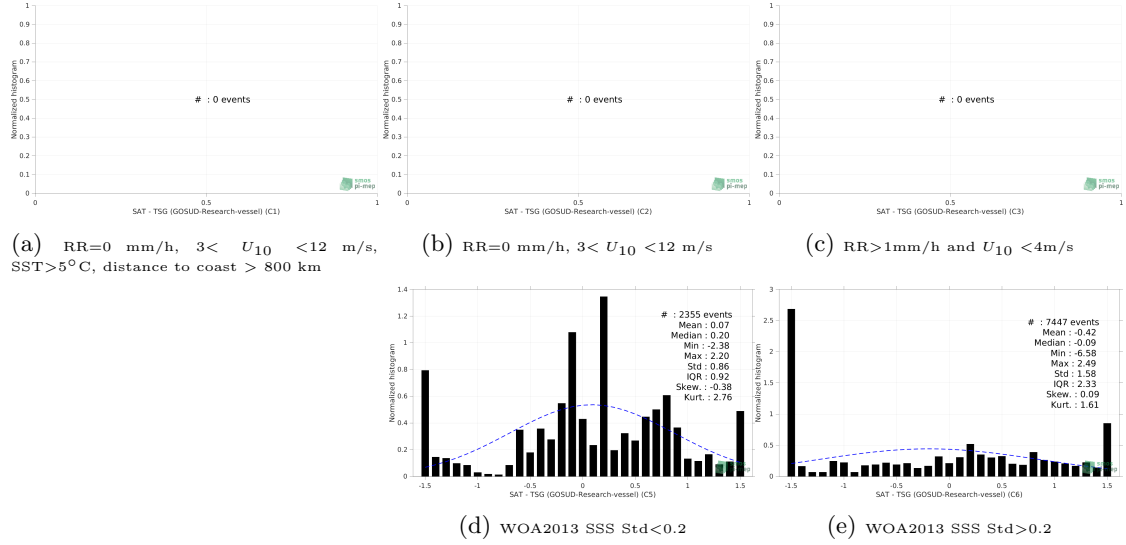 1
0.9
0.8
0.7
0.6
0.5
0.4
0.3
0.2
0.1
0
Normalized histogram
# : 0 events
smos
pi-mep
0 0.5 1
SAT - TSG (GOSUD-Research-vessel) (C1)
1
0.9
0.8
0.7
0.6
0.5
0.4
0.3
0.2
0.1
0
Normalized histogram
# : 0 events
smos
pi-mep
0 0.5 1
SAT - TSG (GOSUD-Research-vessel) (C2)
1
0.9
0.8
0.7
0.6
0.5
0.4
0.3
0.2
0.1
0
Normalized histogram
# : 0 events
smos
pi-mep
0 0.5 1
SAT - TSG (GOSUD-Research-vessel) (C3)
(a) RR=0 mm/h, 3< U10 <12 m/s,
SST>5°C, distance to coast > 800 km
(b) RR=0 mm/h, 3< U10 <12 m/s
(c) RR>1mm/h and U10 <4m/s
1.4
1.2
1
0.8
0.6
0.4
0.2
0
Normalized histogram
# : 2355 events
Mean : 0.07
Median : 0.20
Min : -2.38
Max : 2.20
Std : 0.86
IQR : 0.92
Skew. : -0.38
Kurt. : 2.76
smos
pi-mep
-1.5 -1 -0.5 0 0.5 1 1.5
SAT - TSG (GOSUD-Research-vessel) (C5)
3
2.5
2
1.5
1
0.5
0
Normalized histogram
# : 7447 events
Mean : -0.42
Median : -0.09
Min : -6.58
Max : 2.49
Std : 1.58
IQR : 2.33
Skew. : 0.09
Kurt. : 1.61
smos
pi-mep
-1.5 -1 -0.5 0 0.5 1 1.5
SAT - TSG (GOSUD-Research-vessel) (C6)
(d) WOA2013 SSS Std<0.2
(e) WOA2013 SSS Std>0.2